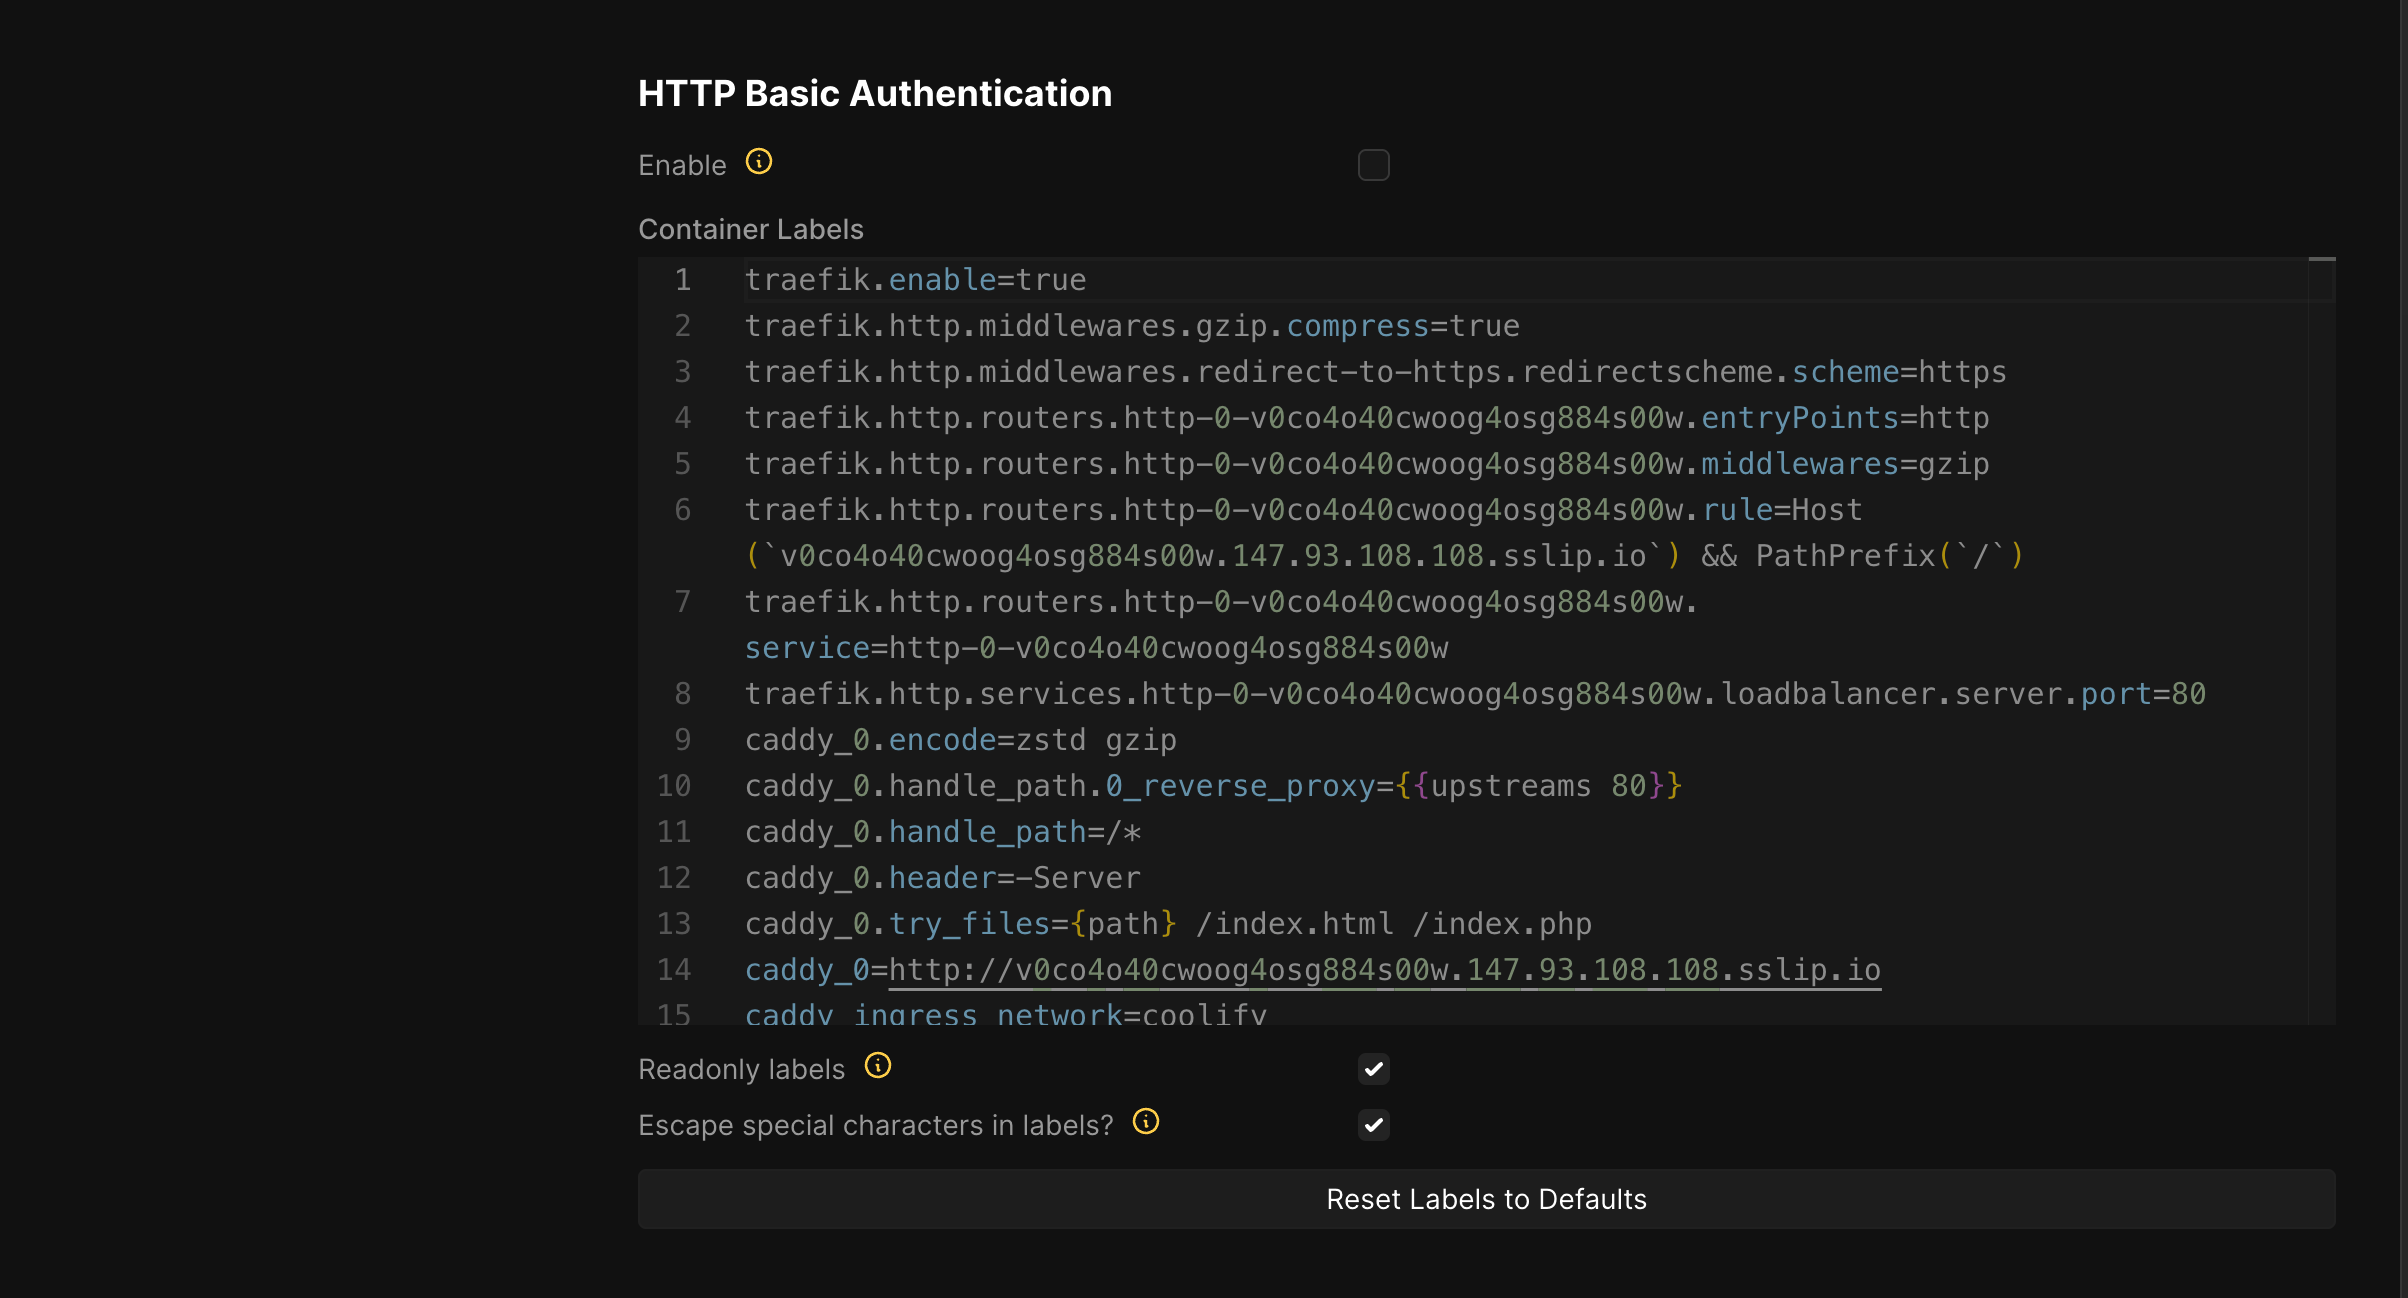 HTTP Basic Authentication
Enable
Container Labels
1 traefik.enable=true
2 traefik.http.middlewares.gzip.compress=true
3 traefik.http.middlewares.redirect-to-https.redirectscheme.scheme=https
4 traefik.http.routers.http-0-v0co4o40cwoog4osg884s00w.entryPoints=http
5 traefik.http.routers.http-0-v0co4o40cwoog4osg884s00w.middlewares=gzip
6 traefik.http.routers.http-0-v0co4o40cwoog4osg884s00w.rule=Host
(`v0co4o40cwoog4osg884s00w.147.93.108.108.sslip.io`) && PathPrefix(`/`)
7 traefik.http.routers.http-0-v0co4o40cwoog4osg884s00w.
service=http-0-v0co4o40cwoog4osg884s00w
8 traefik.http.services.http-0-v0co4o40cwoog4osg884s00w.loadbalancer.server.port=80
9 caddy_0.encode=zstd gzip
10 caddy_0.handle_path.0_reverse_proxy={{upstreams 80}}
11 caddy_0.handle_path=/*
12 caddy_0.header=-Server
13 caddy_0.try_files={path} /index.html /index.php
14 caddy_0=http://v0co4o40cwoog4osg884s00w.147.93.108.108.sslip.io
15 caddy_ingress_network=coolify
Readonly labels
Escape special characters in labels?
Reset Labels to Defaults